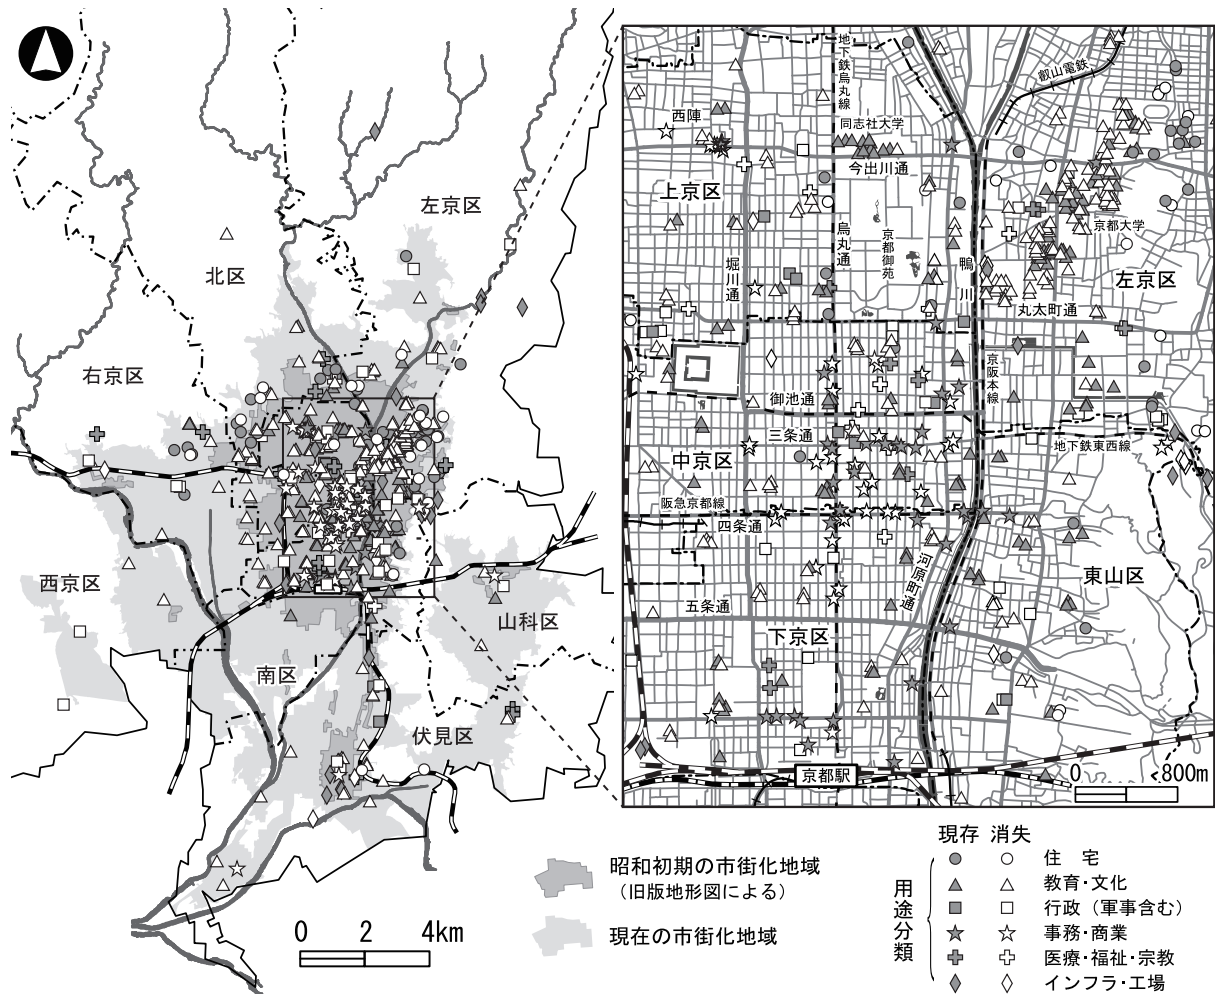 左京区
北区
右京区
西京区
南区
山科区
伏見区
0 2 4km
昭和初期の市街化地域
（旧版地形図による）
現在の市街化地域
地下鉄烏丸線
叡山電鉄
西陣
同志社大学
今出川通
上京区
烏丸通
京都御苑
堀川通
鴨川
京都大学
左京区
丸太町通
京阪本線
御池通
三条通
地下鉄東西線
中京区
阪急京都線
四条通
河原町通
東山区
五条通
下京区
京都駅
0 800m
現存 消失
用途分類
住　宅
教育・文化
行政（軍事含む）
事務・商業
医療・福祉・宗教
インフラ・工場